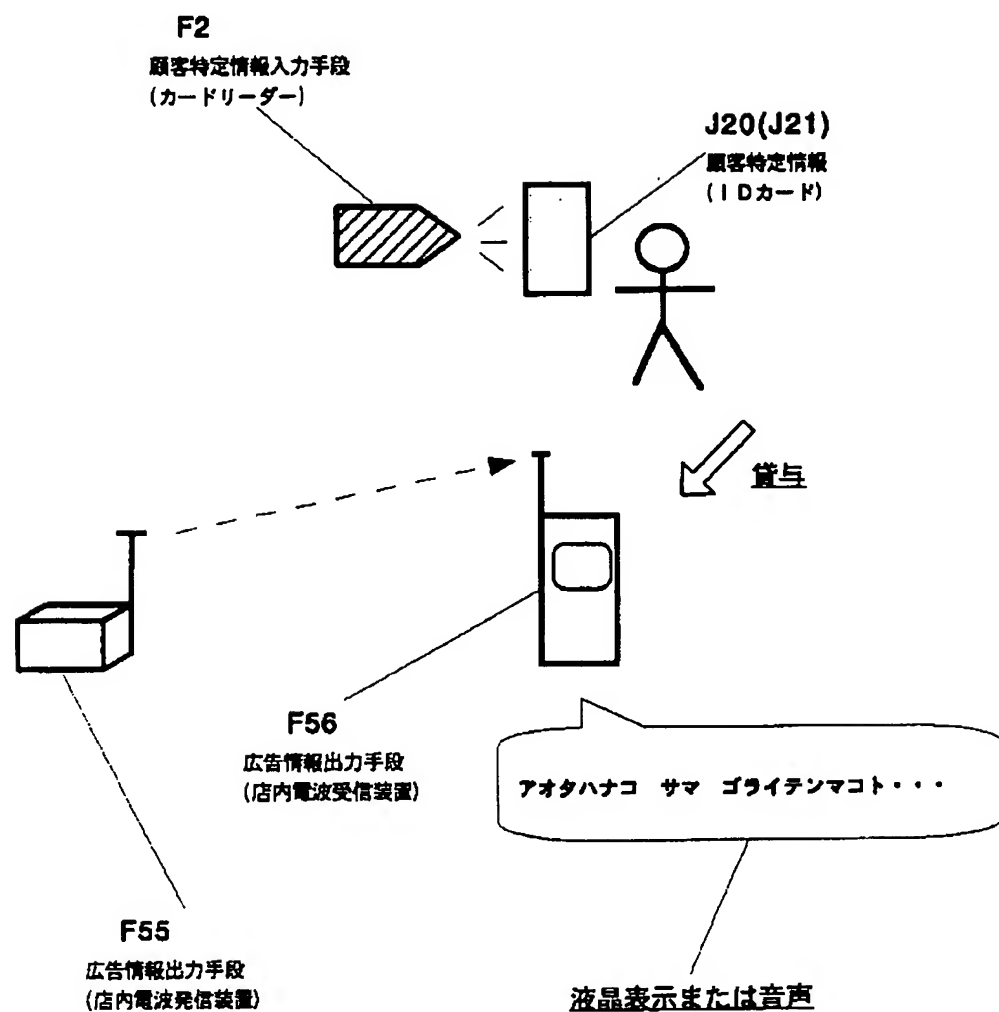 F2
顧客特定情報入力手段
(カードリーダー)
J20(J21)
顧客特定情報
(IDカード)
貸与
F56
広告情報出力手段
(店内電波受信装置)
アオタハナコ サマ ゴライテンマコト・・・
F55
広告情報出力手段
(店内電波発信装置)
液晶表示または音声